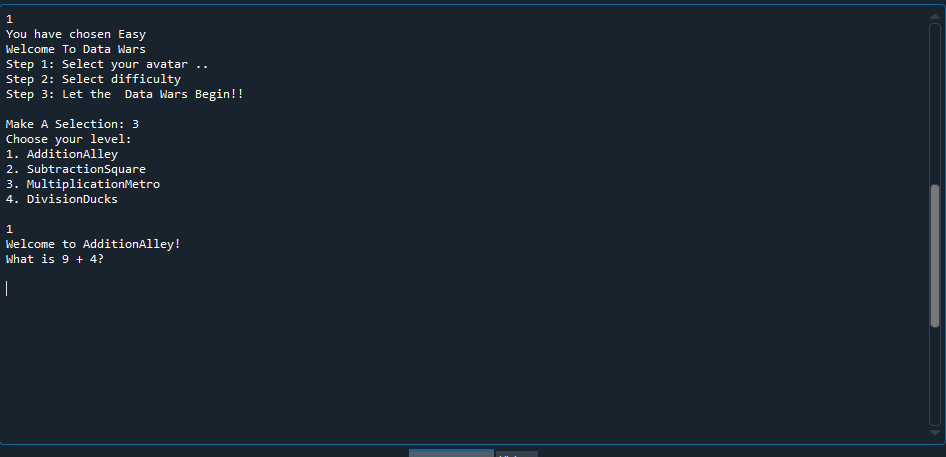 1
You have chosen Easy
Welcome To Data Wars
Step 1: Select your avatar ..
Step 2: Select difficulty
Step 3: Let the  Data Wars Begin!!
Make A Selection: 3
Choose your level:
1. AdditionAlley
2. SubtractionSquare
3. MultiplicationMetro
4. DivisionDucks
1
Welcome to AdditionAlley!
What is 9 + 4?